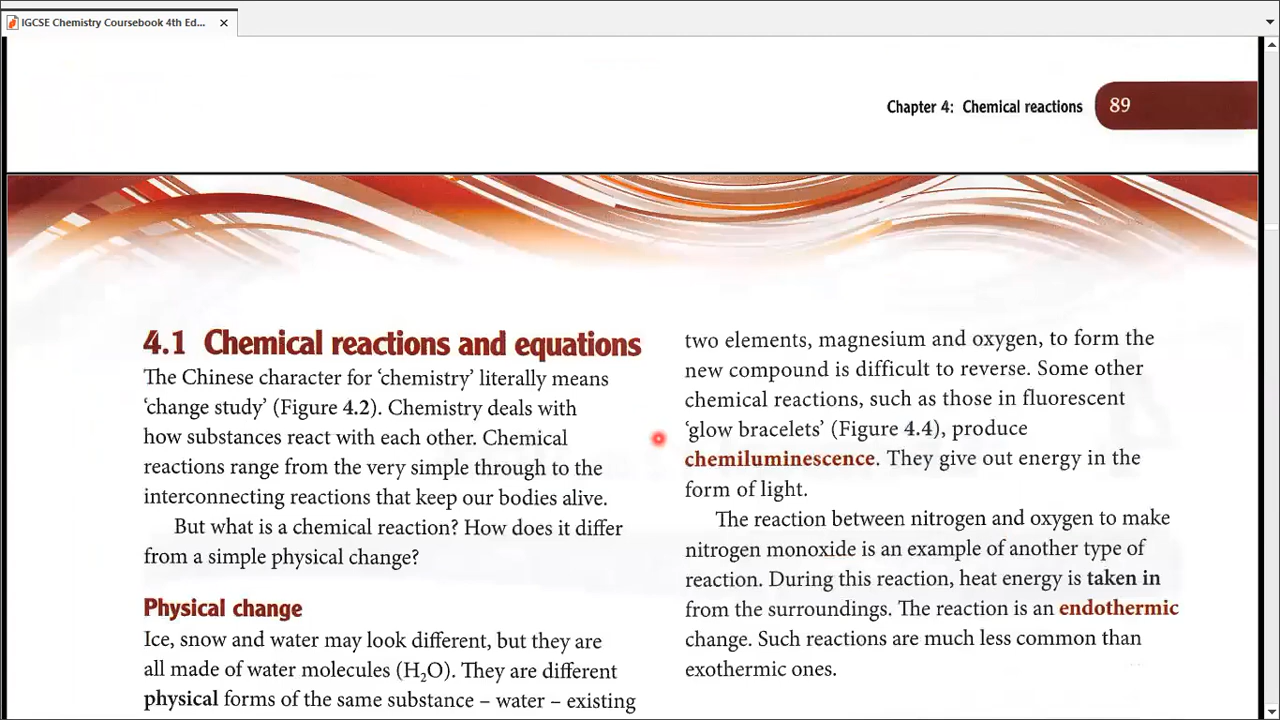 IGCSE Chemistry Coursebook 4th Ed...
Chapter 4: Chemical reactions 89
4.1 Chemical reactions and equations
The Chinese character for ‘chemistry’ literally means
‘change study’ (Figure 4.2). Chemistry deals with
how substances react with each other. Chemical
reactions range from the very simple through to the
interconnecting reactions that keep our bodies alive.
But what is a chemical reaction? How does it differ
from a simple physical change?
Physical change
Ice, snow and water may look different, but they are
all made of water molecules (H₂O). They are different
physical forms of the same substance – water – existing
two elements, magnesium and oxygen, to form the
new compound is difficult to reverse. Some other
chemical reactions, such as those in fluorescent
‘glow bracelets’ (Figure 4.4), produce
chemiluminescence. They give out energy in the
form of light.
The reaction between nitrogen and oxygen to make
nitrogen monoxide is an example of another type of
reaction. During this reaction, heat energy is taken in
from the surroundings. The reaction is an endothermic
change. Such reactions are much less common than
exothermic ones.